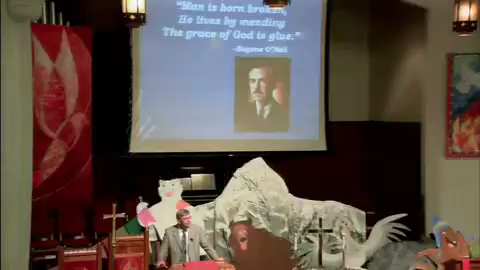 "Man is born broken,
He lives by mending
The grace of God is glue."
-Eugene O'Neil